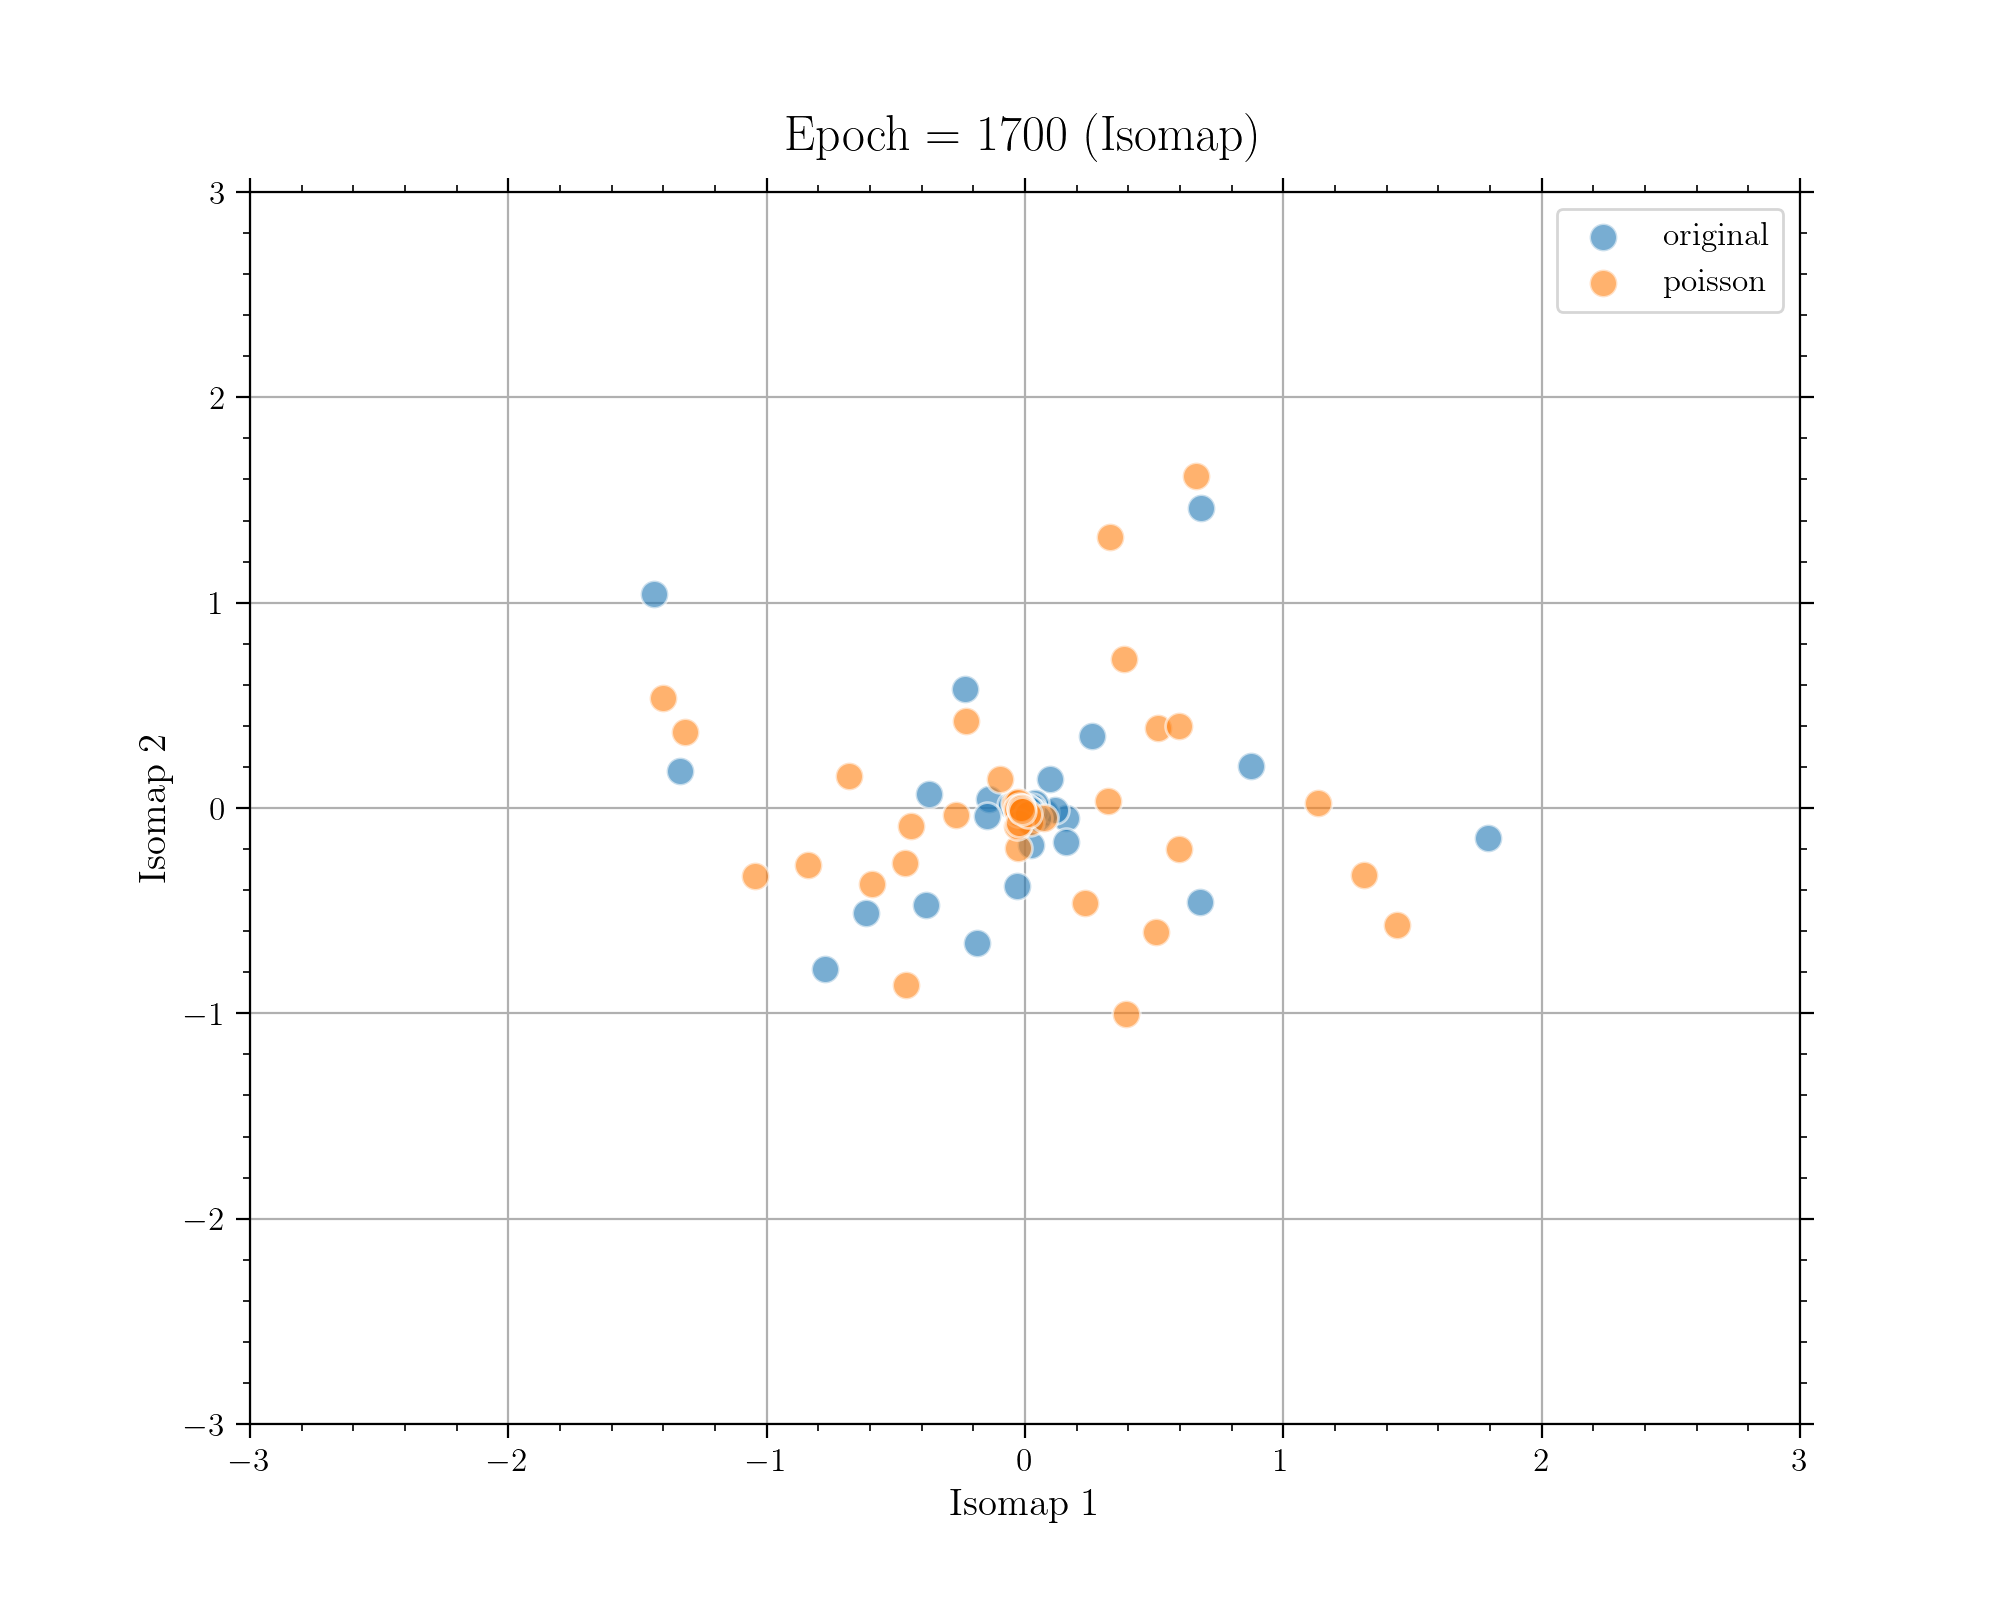 Epoch = 1700 (Isomap)
original
poisson
3
2
1
0
−1
−2
−3
Isomap 2
−3
−2
−1
0
1
2
3
Isomap 1